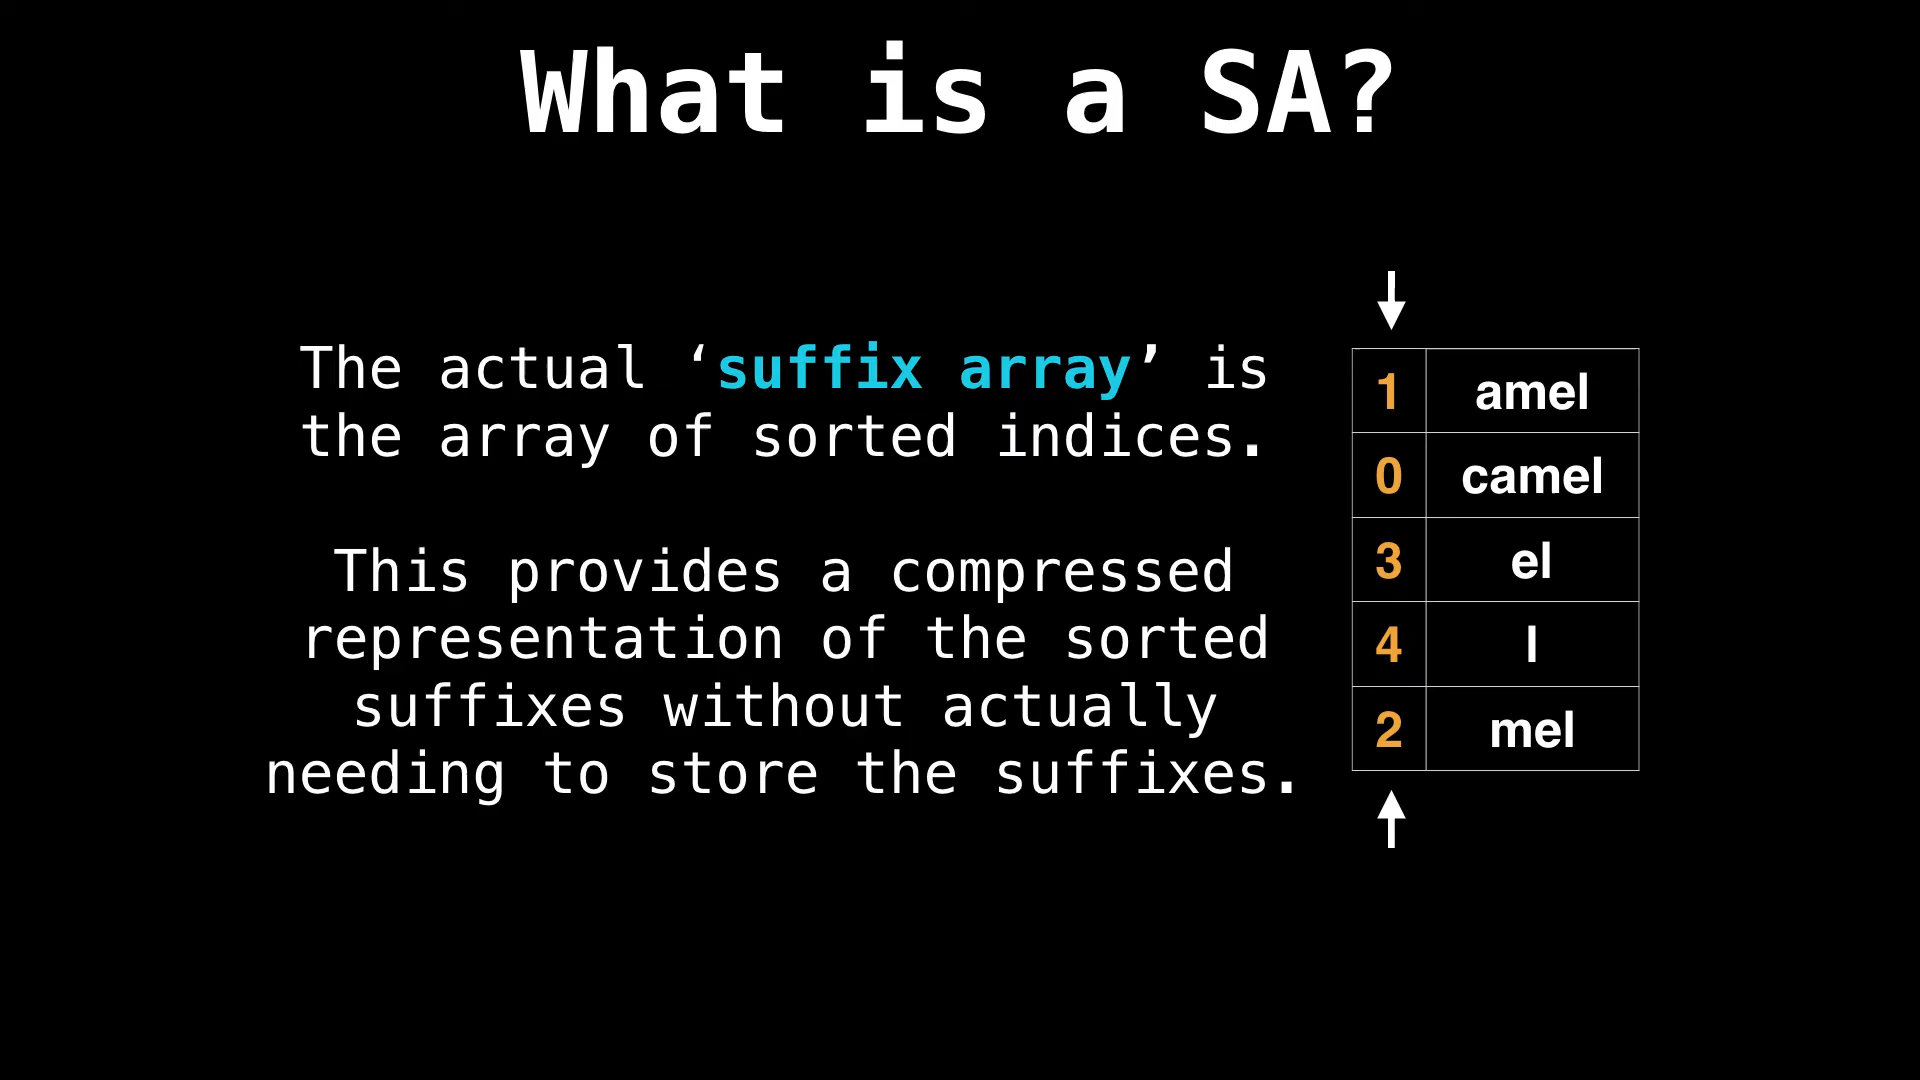 What is a SA?
The actual ‘suffix array’ is
the array of sorted indices.
This provides a compressed
representation of the sorted
suffixes without actually
needing to store the suffixes.
1 amel
0 camel
3 el
4 l
2 mel